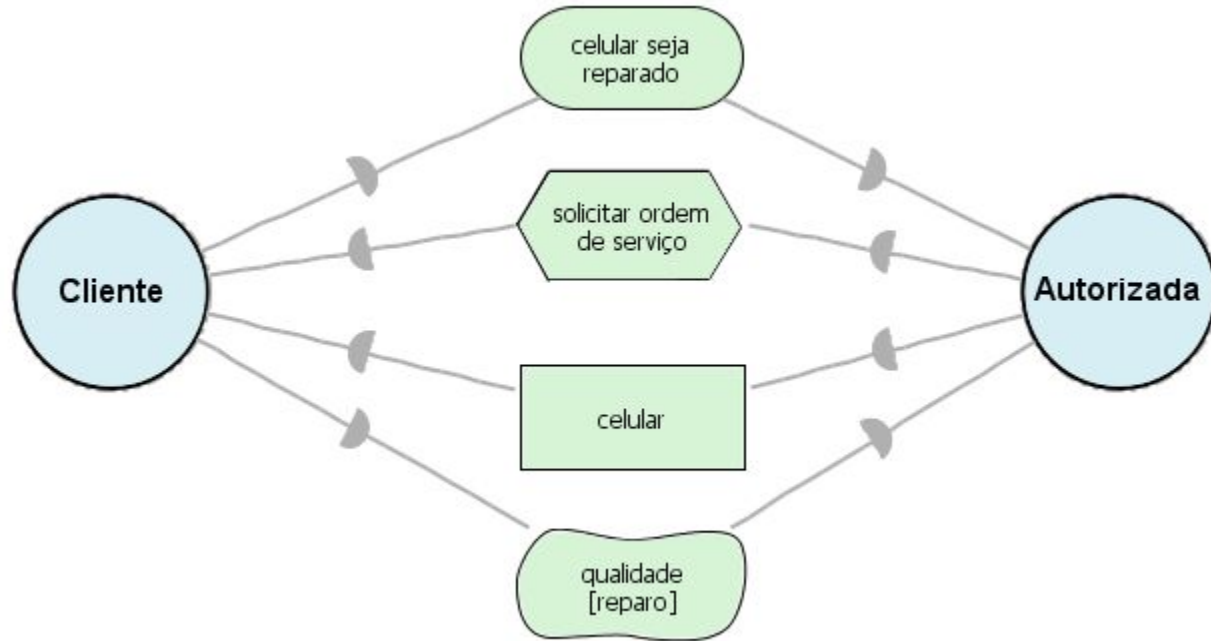 celular seja
reparado
solicitar ordem
de serviço
Cliente
Autorizada
celular
qualidade
[reparo]